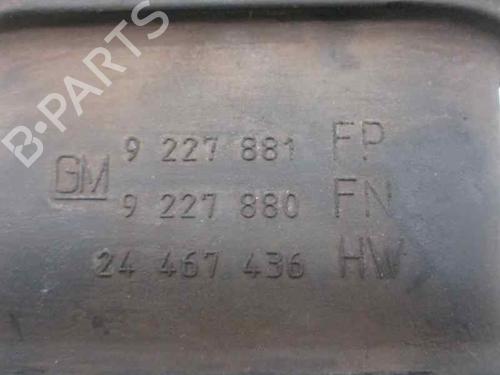 B-PARTS
9 227 881 FP
GM
9 227 880 FN
24 467 436 HW